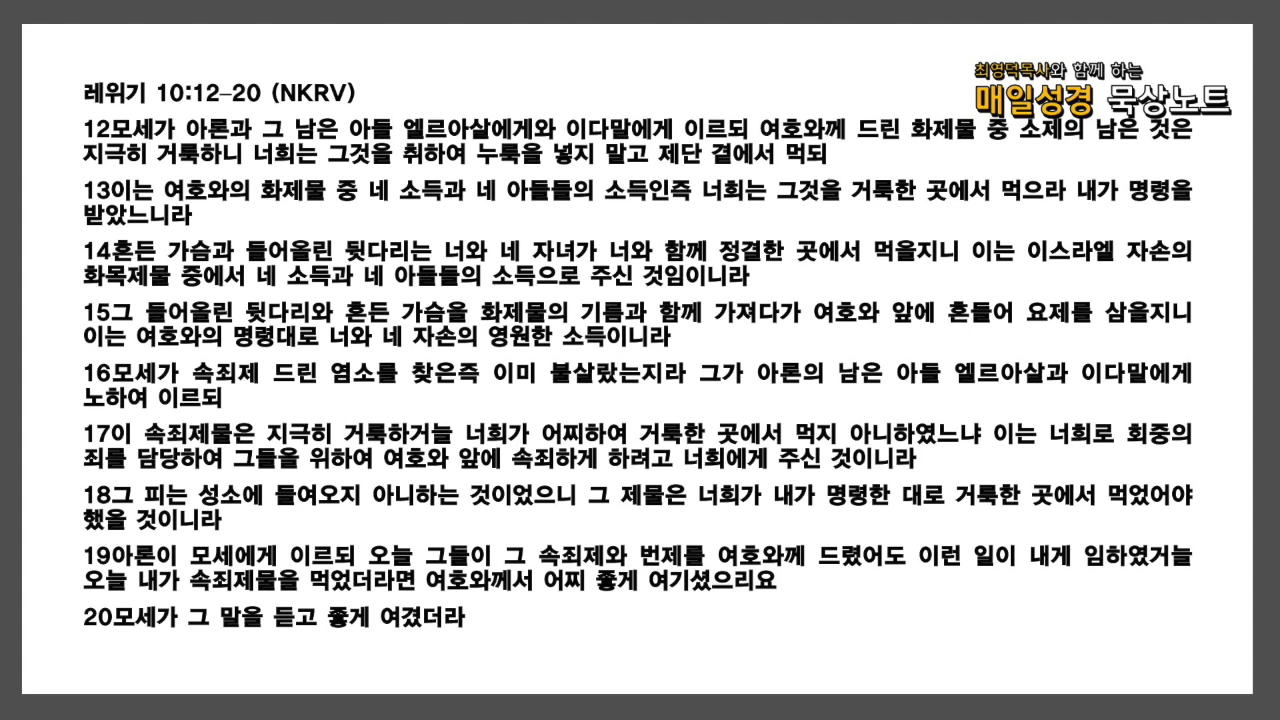 최영덕목사와 함께 하는
매일성경 묵상노트
레위기 10:12–20 (NKRV)
12모세가 아론과 그 남은 아들 엘르아살에게와 이다말에게 이르되 여호와께 드린 화제물 중 소제의 남은 것은
지극히 거룩하니 너희는 그것을 취하여 누룩을 넣지 말고 제단 곁에서 먹되
13이는 여호와의 화제물 중 네 소득과 네 아들들의 소득인즉 너희는 그것을 거룩한 곳에서 먹으라 내가 명령을
받았느니라
14흔든 가슴과 들어올린 뒷다리는 너와 네 자녀가 너와 함께 정결한 곳에서 먹을지니 이는 이스라엘 자손의
화목제물 중에서 네 소득과 네 아들들의 소득으로 주신 것임이니라
15그 들어올린 뒷다리와 흔든 가슴을 화제물의 기름과 함께 가져다가 여호와 앞에 흔들어 요제를 삼을지니
이는 여호와의 명령대로 너와 네 자손의 영원한 소득이니라
16모세가 속죄제 드린 염소를 찾은즉 이미 불살랐는지라 그가 아론의 남은 아들 엘르아살과 이다말에게
노하여 이르되
17이 속죄제물은 지극히 거룩하거늘 너희가 어찌하여 거룩한 곳에서 먹지 아니하였느냐 이는 너희로 회중의
죄를 담당하여 그들을 위하여 여호와 앞에 속죄하게 하려고 너희에게 주신 것이니라
18그 피는 성소에 들여오지 아니하는 것이었으니 그 제물은 너희가 내가 명령한 대로 거룩한 곳에서 먹었어야
했을 것이니라
19아론이 모세에게 이르되 오늘 그들이 그 속죄제와 번제를 여호와께 드렸어도 이런 일이 내게 임하였거늘
오늘 내가 속죄제물을 먹었더라면 여호와께서 어찌 좋게 여기셨으리요
20모세가 그 말을 듣고 좋게 여겼더라